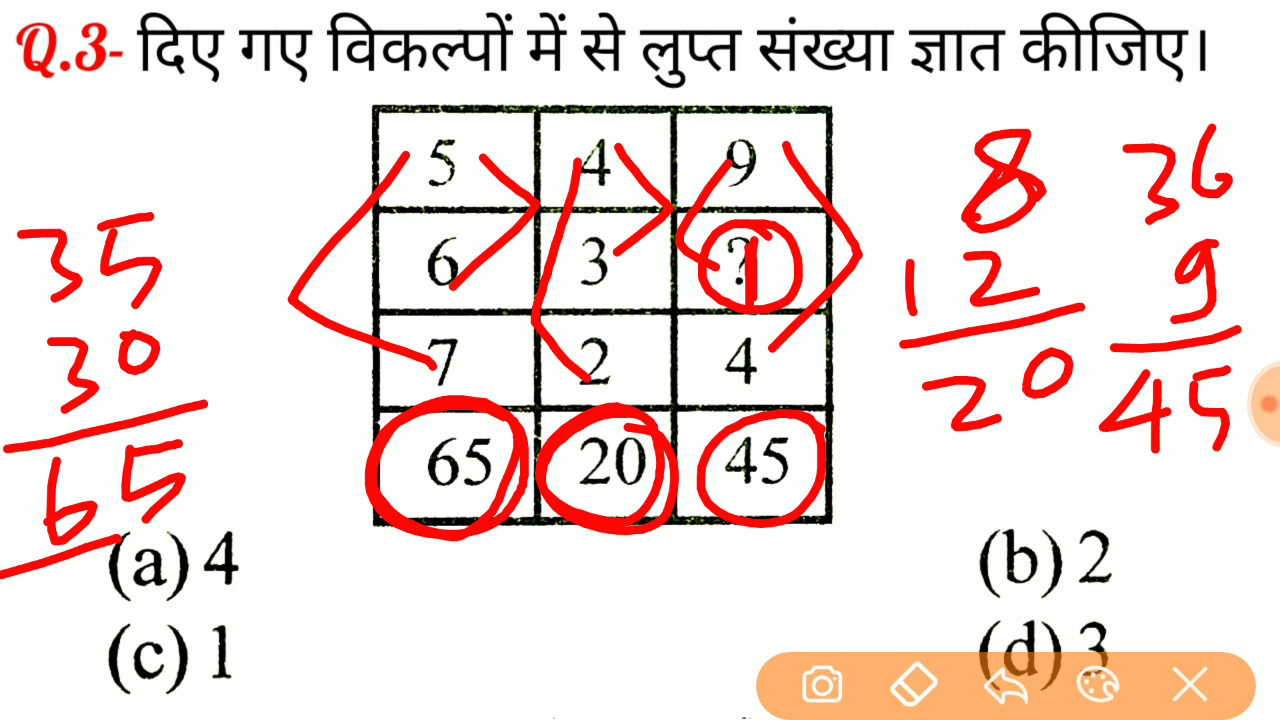 Q.3- दिए गए विकल्पों में से लुप्त संख्या ज्ञात कीजिए।
5 4 9
6 3 ? 1
7 2 4
65 20 45
35
30
65
8
12
20
36
9
45
(a) 4 (b) 2
(c) 1 (d) 3